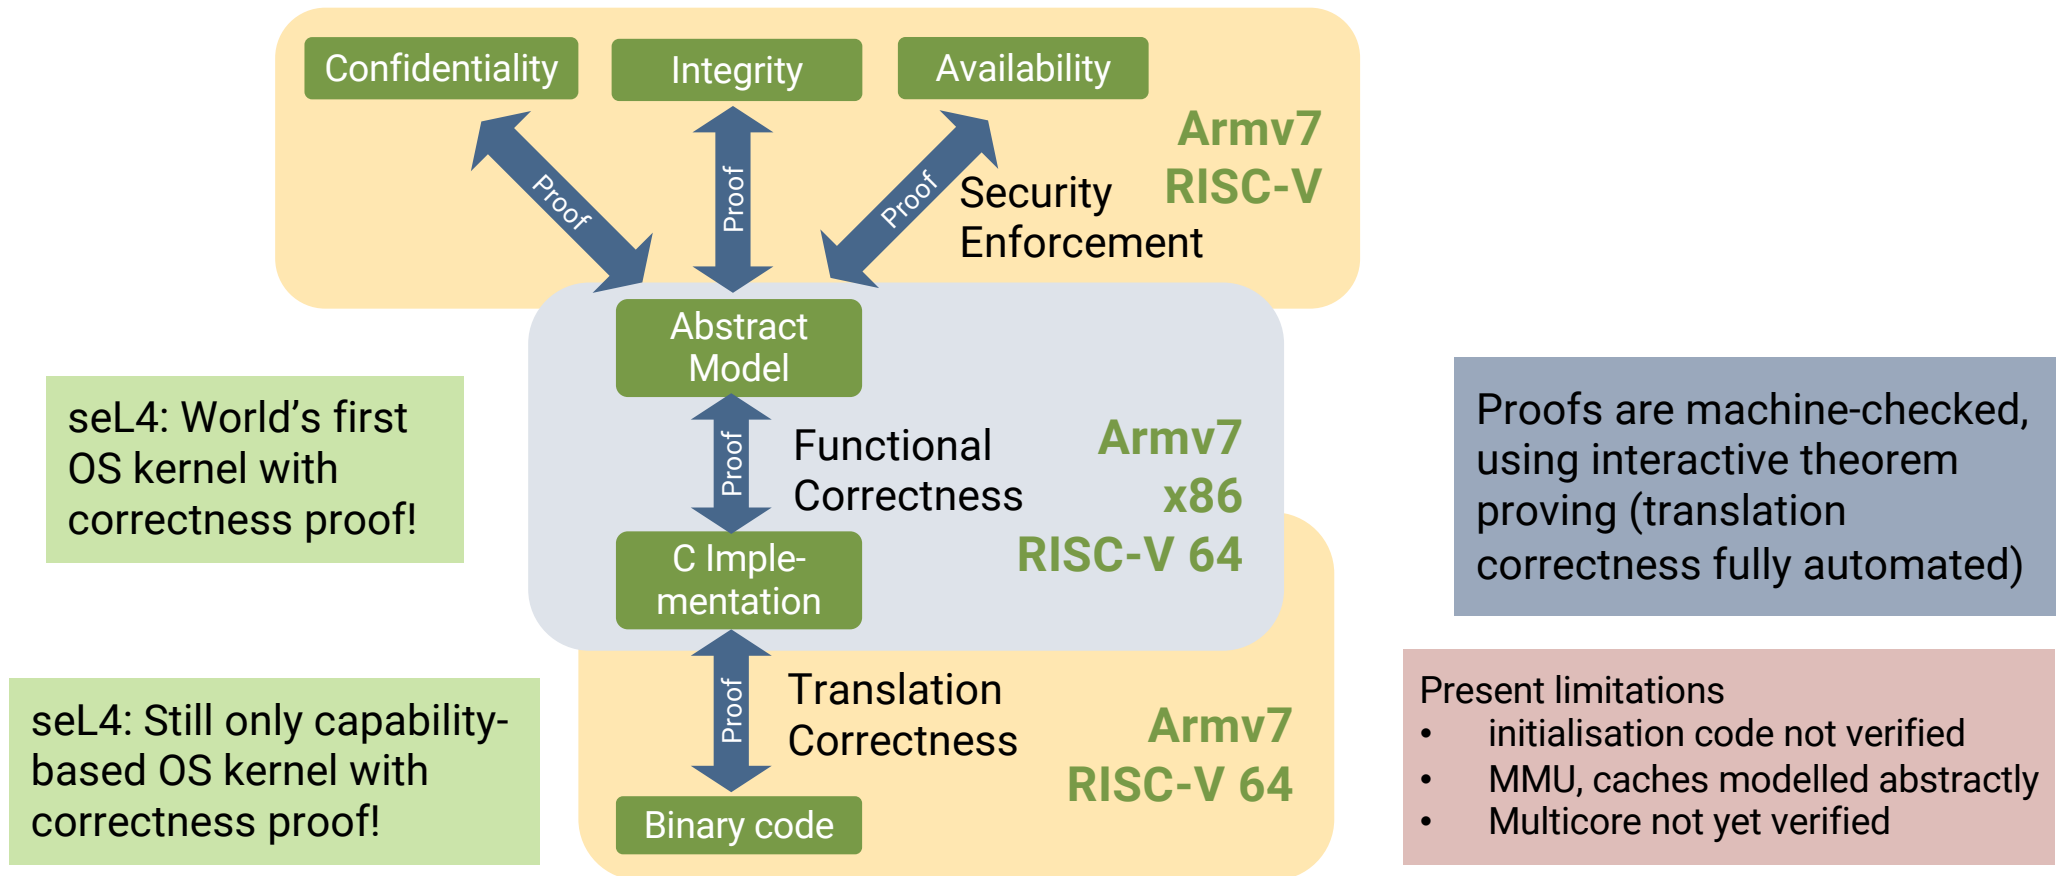 Confidentiality
Integrity
Availability
Proof
Proof
Proof
Security
Enforcement
Armv7
RISC-V
Abstract
Model
Proof
Functional
Correctness
Armv7
x86
RISC-V 64
C Imple-
mentation
Proof
Translation
Correctness
Armv7
RISC-V 64
Binary code
seL4: World’s first
OS kernel with
correctness proof!
seL4: Still only capability-
based OS kernel with
correctness proof!
Proofs are machine-checked,
using interactive theorem
proving (translation
correctness fully automated)
Present limitations
• initialisation code not verified
• MMU, caches modelled abstractly
• Multicore not yet verified